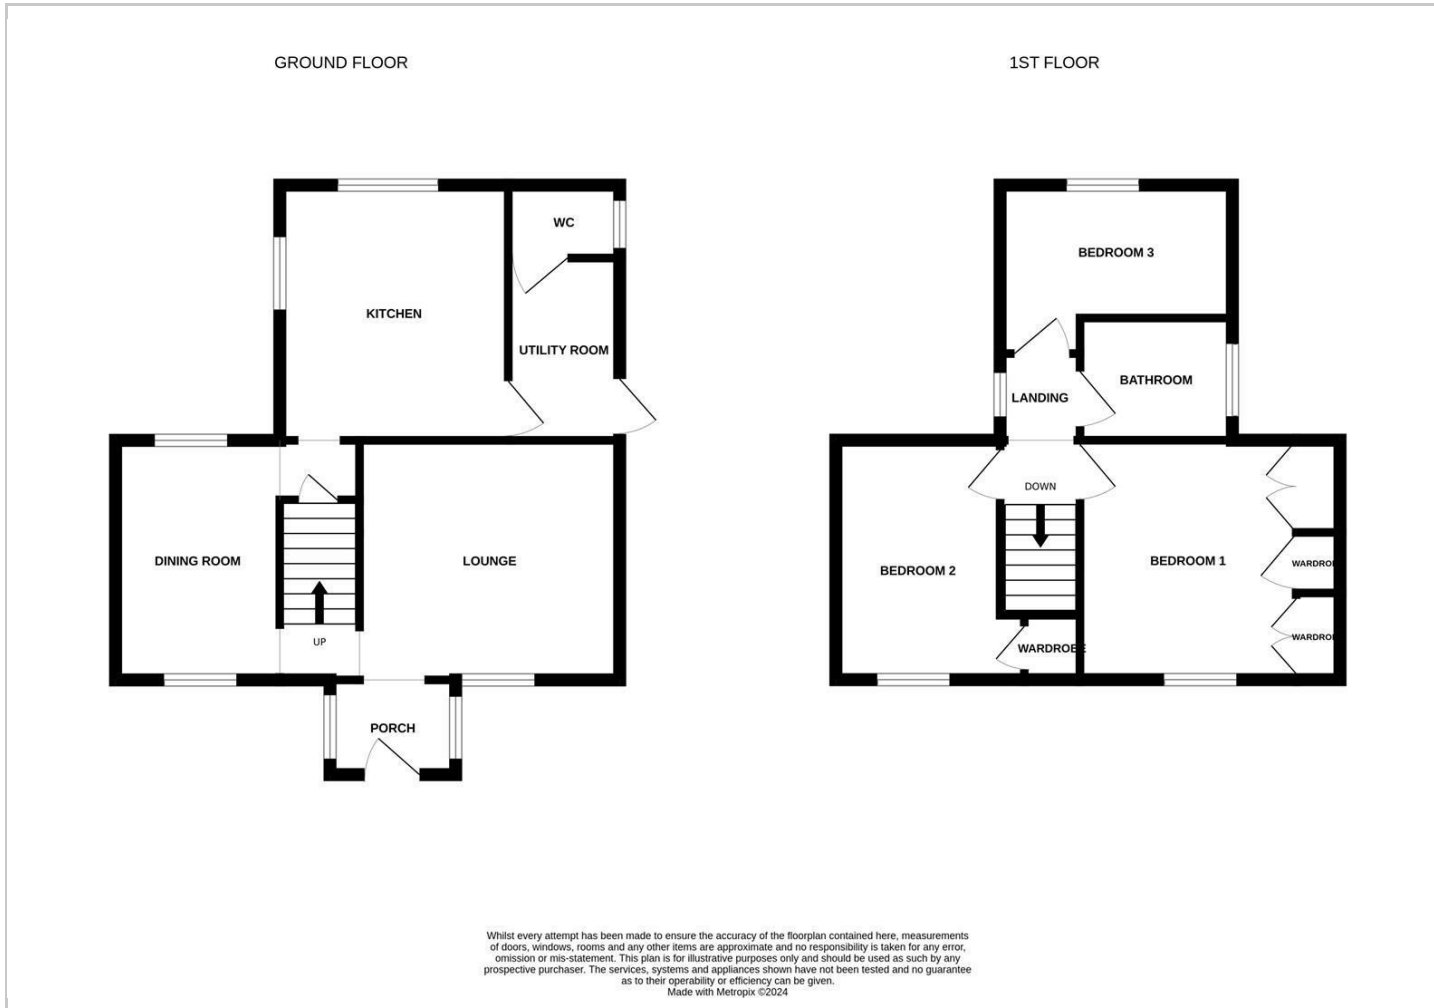 GROUND FLOOR
1ST FLOOR
WC
KITCHEN
UTILITY ROOM
DINING ROOM
LOUNGE
UP
PORCH
BEDROOM 3
BATHROOM
LANDING
DOWN
BEDROOM 2
BEDROOM 1
WARDROBE
WARDROB
WARDROB
Whilst every attempt has been made to ensure the accuracy of the floorplan contained here, measurements
of doors, windows, rooms and any other items are approximate and no responsibility is taken for any error,
omission or mis-statement. This plan is for illustrative purposes only and should be used as such by any
prospective purchaser. The services, systems and appliances shown have not been tested and no guarantee
as to their operability or efficiency can be given.
Made with Metropix ©2024